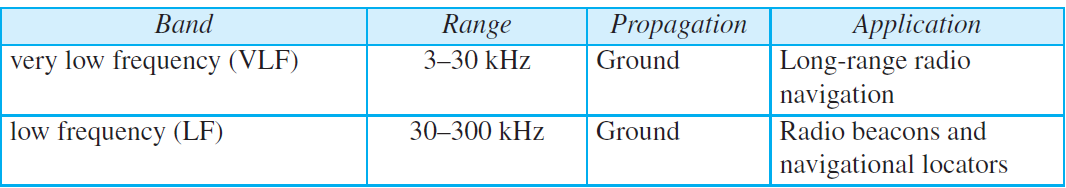 Band Range Propagation Application
very low frequency (VLF) 3–30 kHz Ground Long-range radio
navigation
low frequency (LF) 30–300 kHz Ground Radio beacons and
navigational locators